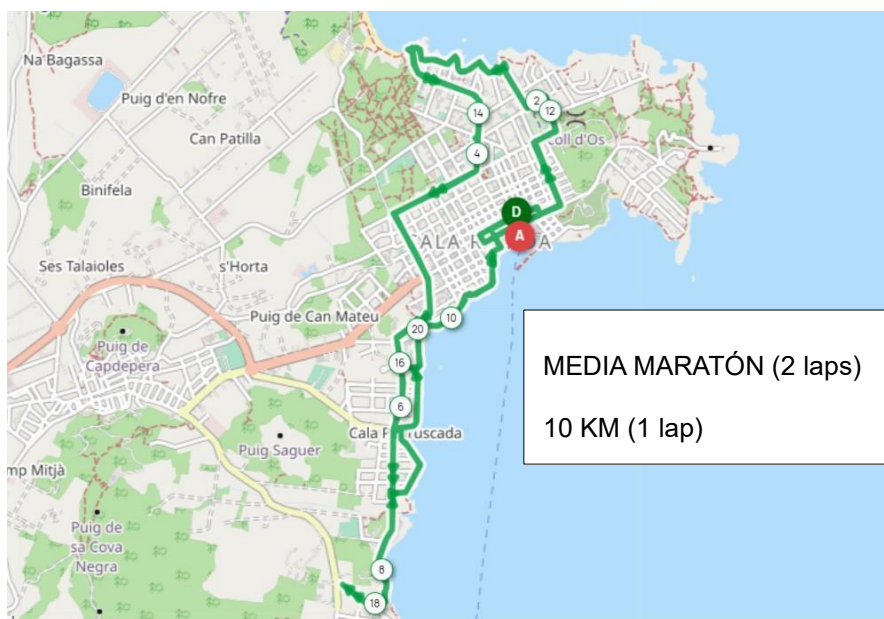 Na Bagassa
Puig d'en Nofre
Can Patilla
14
2
12
Coll d'Os
4
Binifela
D
A
Ses Talaioles
s'Horta
Puig de Can Mateu
10
20
Puig de
Capdepera
16
6
Cala
Puig Saguer
Puig de
sa Cova
Negra
8
18
MEDIA MARATÓN (2 laps)
10 KM (1 lap)